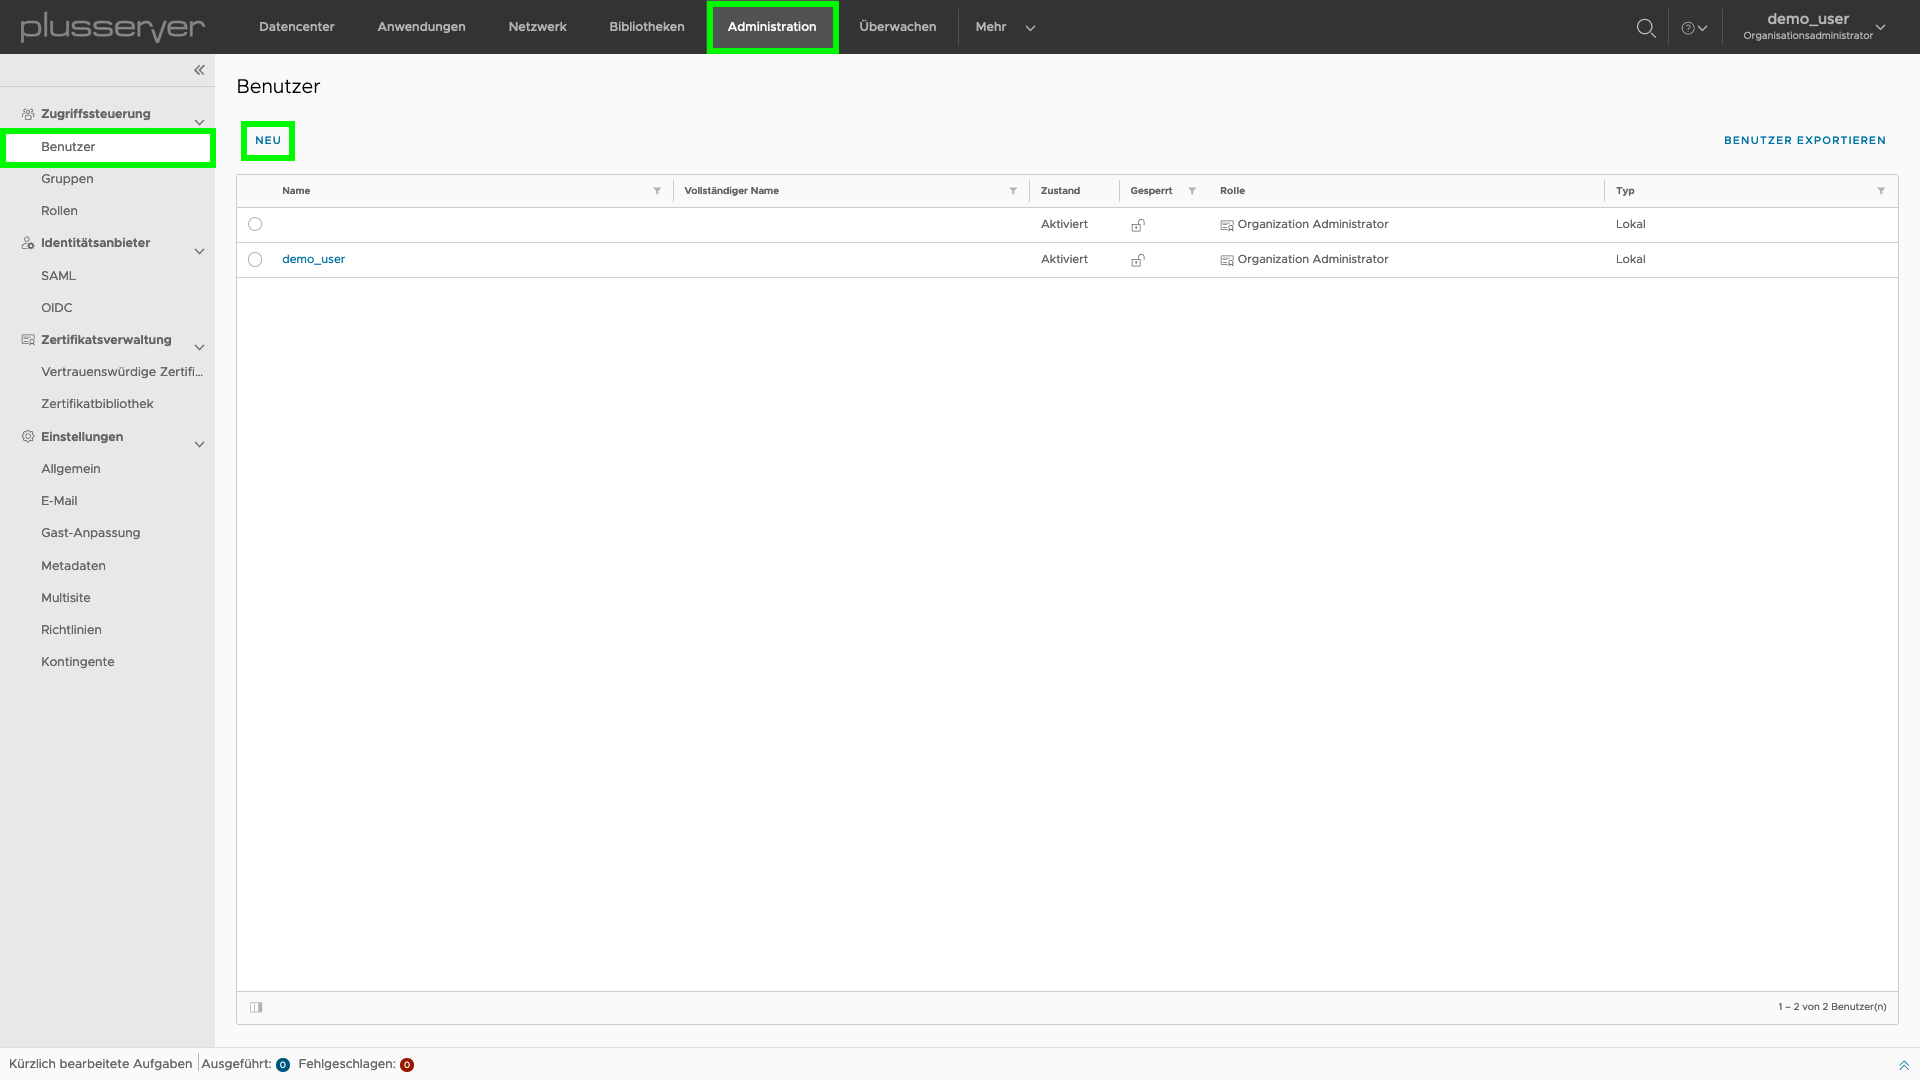 plusserver
Datencenter Anwendungen Netzwerk Bibliotheken Administration Überwachen Mehr
demo_user
Organisationsadministrator
Zugriffssteuerung
Benutzer
Gruppen
Rollen
Identitätsanbieter
SAML
OIDC
Zertifikatsverwaltung
Vertrauenswürdige Zertifi...
Zertifikatbibliothek
Einstellungen
Allgemein
E-Mail
Gast-Anpassung
Metadaten
Multisite
Richtlinien
Kontingente
Benutzer
NEU BENUTZER EXPORTIEREN
Name Vollständiger Name Zustand Gesperrt Rolle Typ
Aktiviert Organization Administrator Lokal
demo_user Aktiviert Organization Administrator Lokal
1 – 2 von 2 Benutzer(n)
Kürzlich bearbeitete Aufgaben Ausgeführt: 0 Fehlgeschlagen: 0